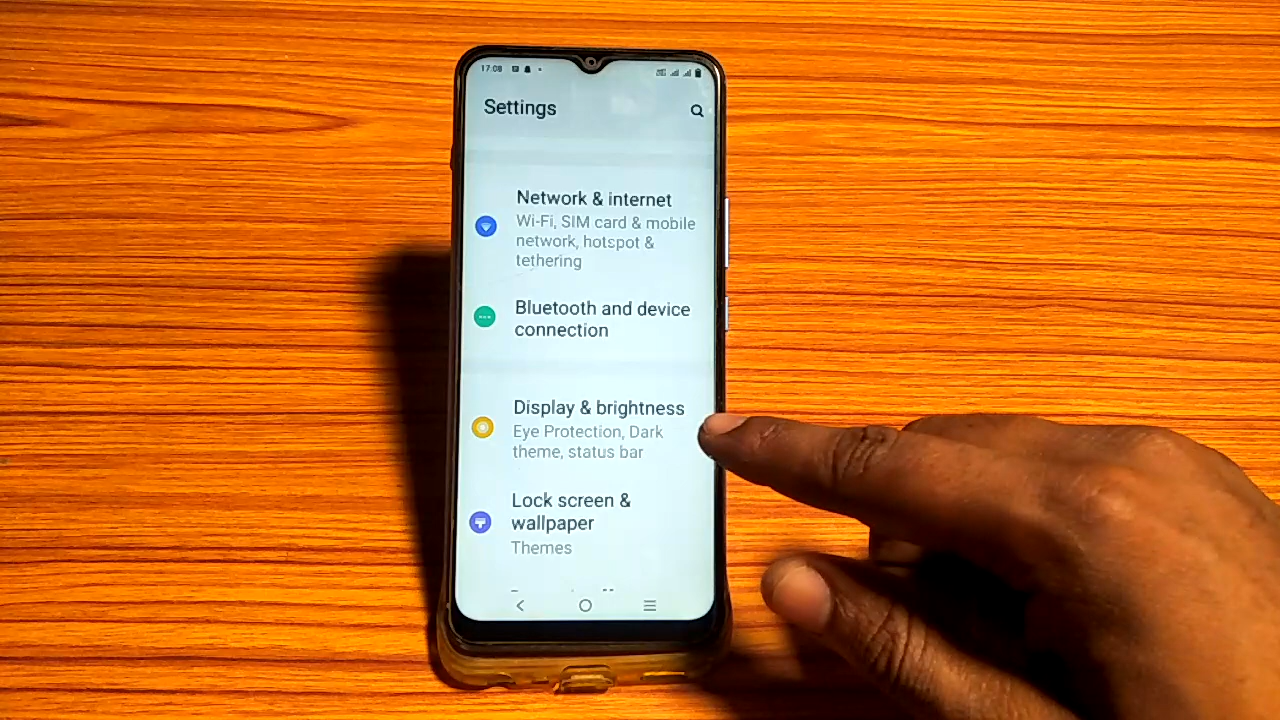 17:08
Settings
Network & internet
Wi-Fi, SIM card & mobile
network, hotspot &
tethering
Bluetooth and device
connection
Display & brightness
Eye Protection, Dark
theme, status bar
Lock screen &
wallpaper
Themes